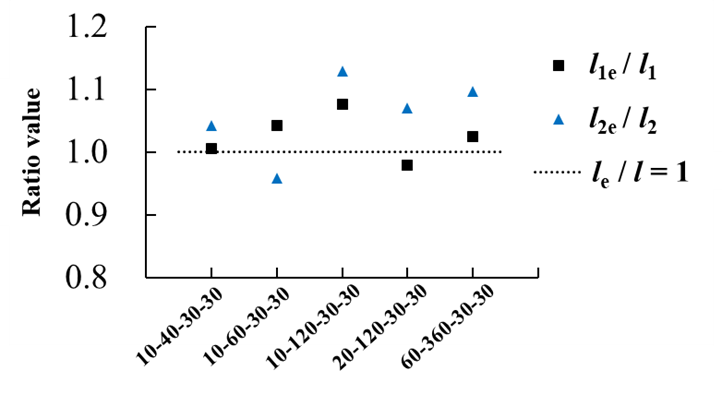 1.2
1.1
1.0
0.9
0.8
Ratio value
10-40-30-30
10-60-30-30
10-120-30-30
20-120-30-30
60-360-30-30
l1e / l1
l2e / l2
le / l = 1